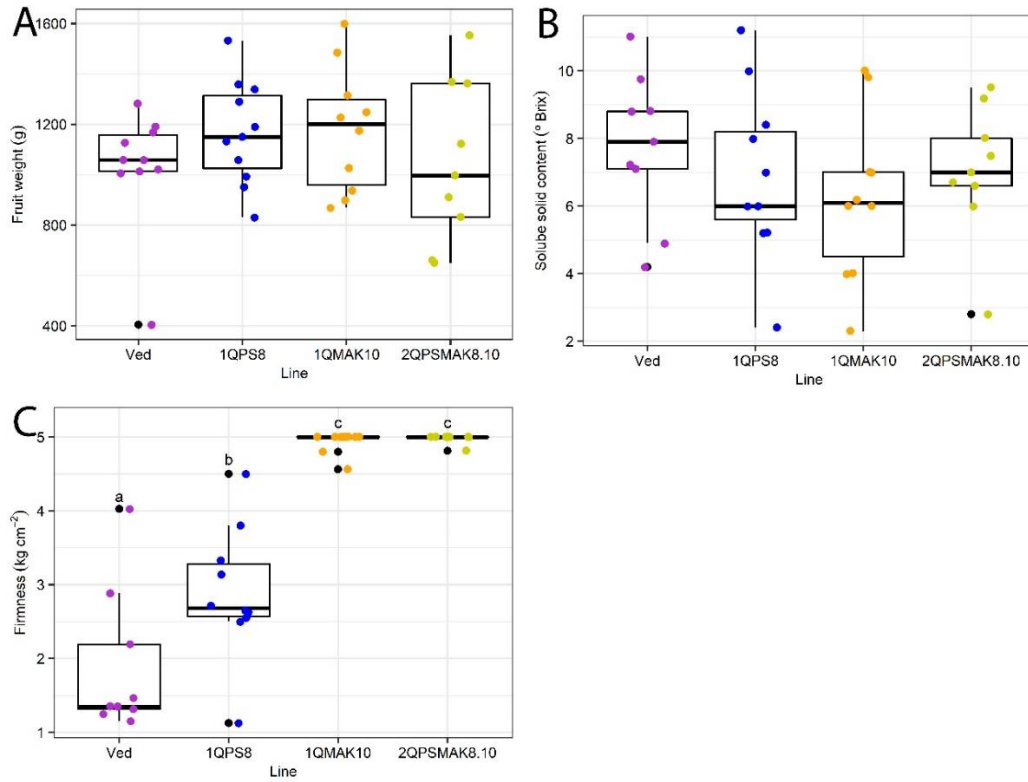 A
Fruit weight (g)
1600
1200
800
400
Ved
1QPS8
1QMAK10
2QPSMAK8.10
Line
B
Solube solid content (º Brix)
10
8
6
4
2
Ved
1QPS8
1QMAK10
2QPSMAK8.10
Line
C
Firmness (kg cm⁻²)
5
4
3
2
1
a
b
c
c
Ved
1QPS8
1QMAK10
2QPSMAK8.10
Line